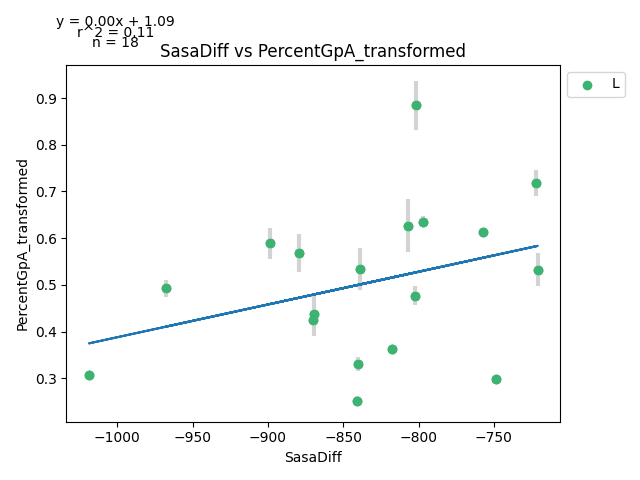 y = 0.00x + 1.09
r^2 = 0.11
n = 18
SasaDiff vs PercentGpA_transformed
L
PercentGpA_transformed
0.9
0.8
0.7
0.6
0.5
0.4
0.3
−1000
−950
−900
−850
−800
−750
SasaDiff